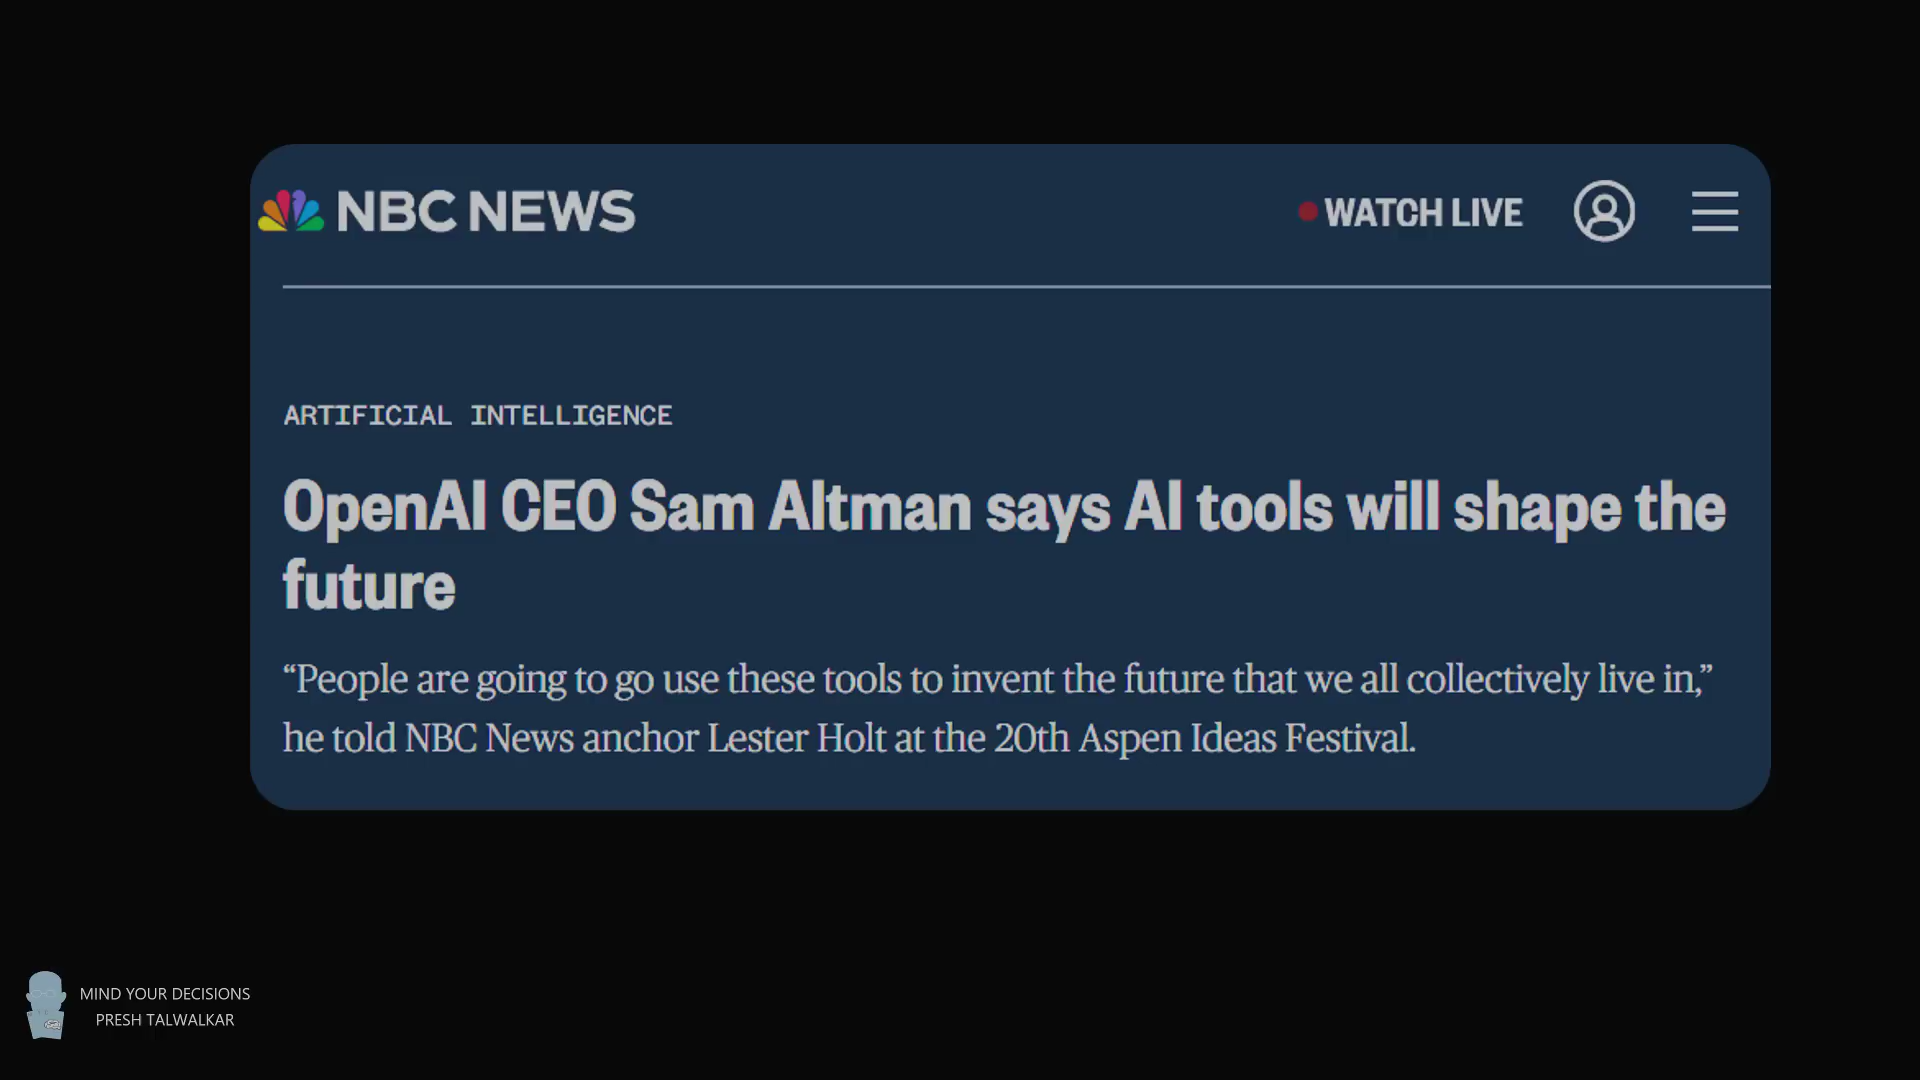 NBC NEWS
WATCH LIVE
ARTIFICIAL INTELLIGENCE
OpenAI CEO Sam Altman says AI tools will shape the
future
“People are going to go use these tools to invent the future that we all collectively live in,”
he told NBC News anchor Lester Holt at the 20th Aspen Ideas Festival.
MIND YOUR DECISIONS
PRESH TALWALKAR